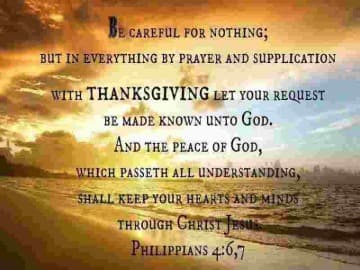 Be careful for nothing;
but in everything by prayer and supplication
with THANKSGIVING let your request
be made known unto God.
And the peace of God,
which passeth all understanding,
shall keep your hearts and minds
through Christ Jesus.
Philippians 4:6,7